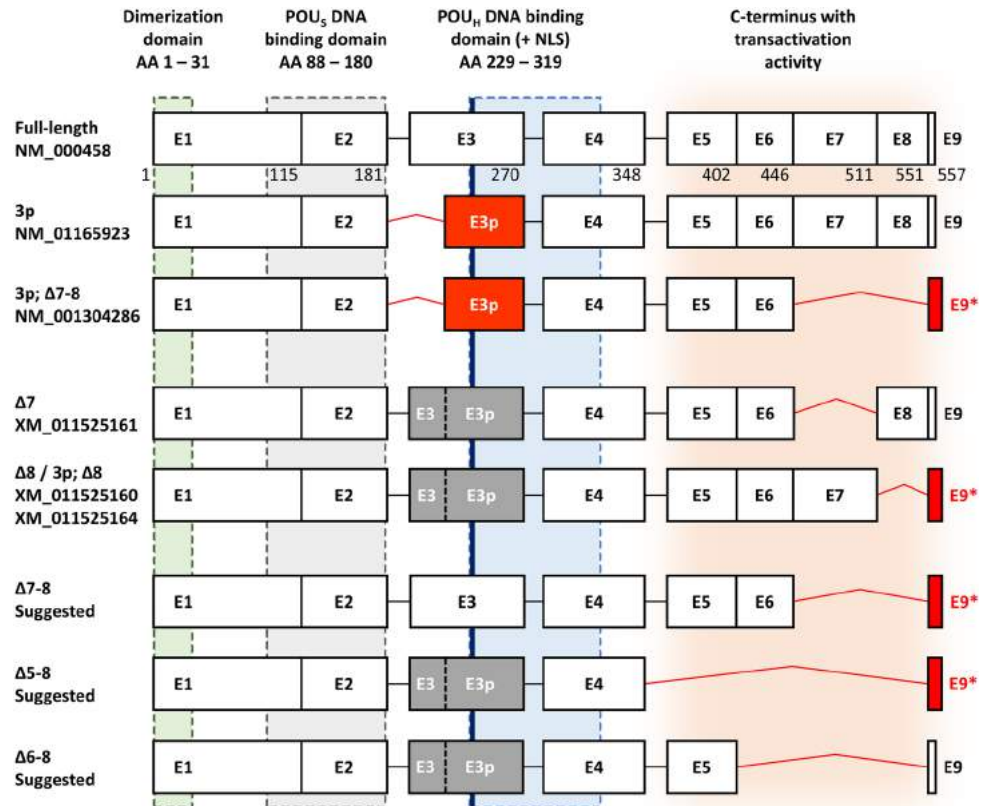 Dimerization
domain
AA 1 – 31
POUS DNA
binding domain
AA 88 – 180
POUH DNA binding
domain (+ NLS)
AA 229 – 319
C-terminus with
transactivation
activity
Full-length
NM_000458
E1 E2 E3 E4 E5 E6 E7 E8 E9
1 115 181 270 348 402 446 511 551 557
3p
NM_01165923
E1 E2 E3p E4 E5 E6 E7 E8 E9
3p; Δ7-8
NM_001304286
E1 E2 E3p E4 E5 E6 E9*
Δ7
XM_011525161
E1 E2 E3 E3p E4 E5 E6 E8 E9
Δ8 / 3p; Δ8
XM_011525160
XM_011525164
E1 E2 E3 E3p E4 E5 E6 E7 E9*
Δ7-8
Suggested
E1 E2 E3 E4 E5 E6 E9*
Δ5-8
Suggested
E1 E2 E3 E3p E4 E9*
Δ6-8
Suggested
E1 E2 E3 E3p E4 E5 E9